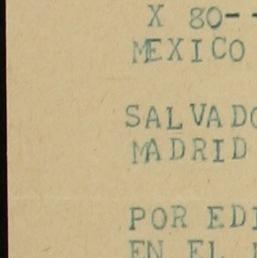 X 80--
MEXICO
SALVADO
MADRID
POR EDI
EN EL